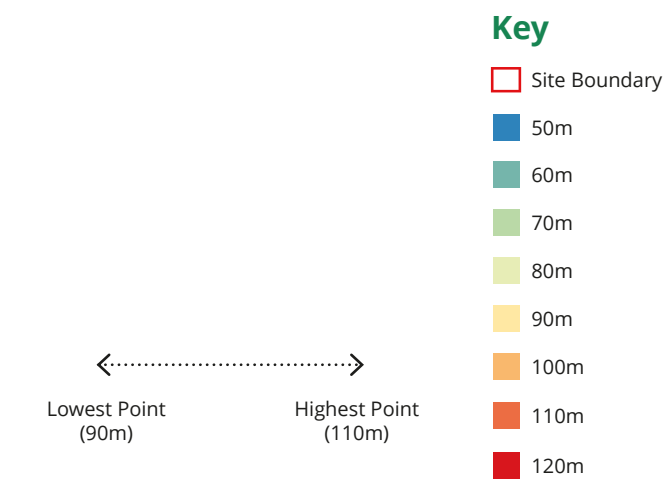 Key
Site Boundary
50m
60m
70m
80m
90m
100m
110m
120m
Lowest Point
(90m)
Highest Point
(110m)